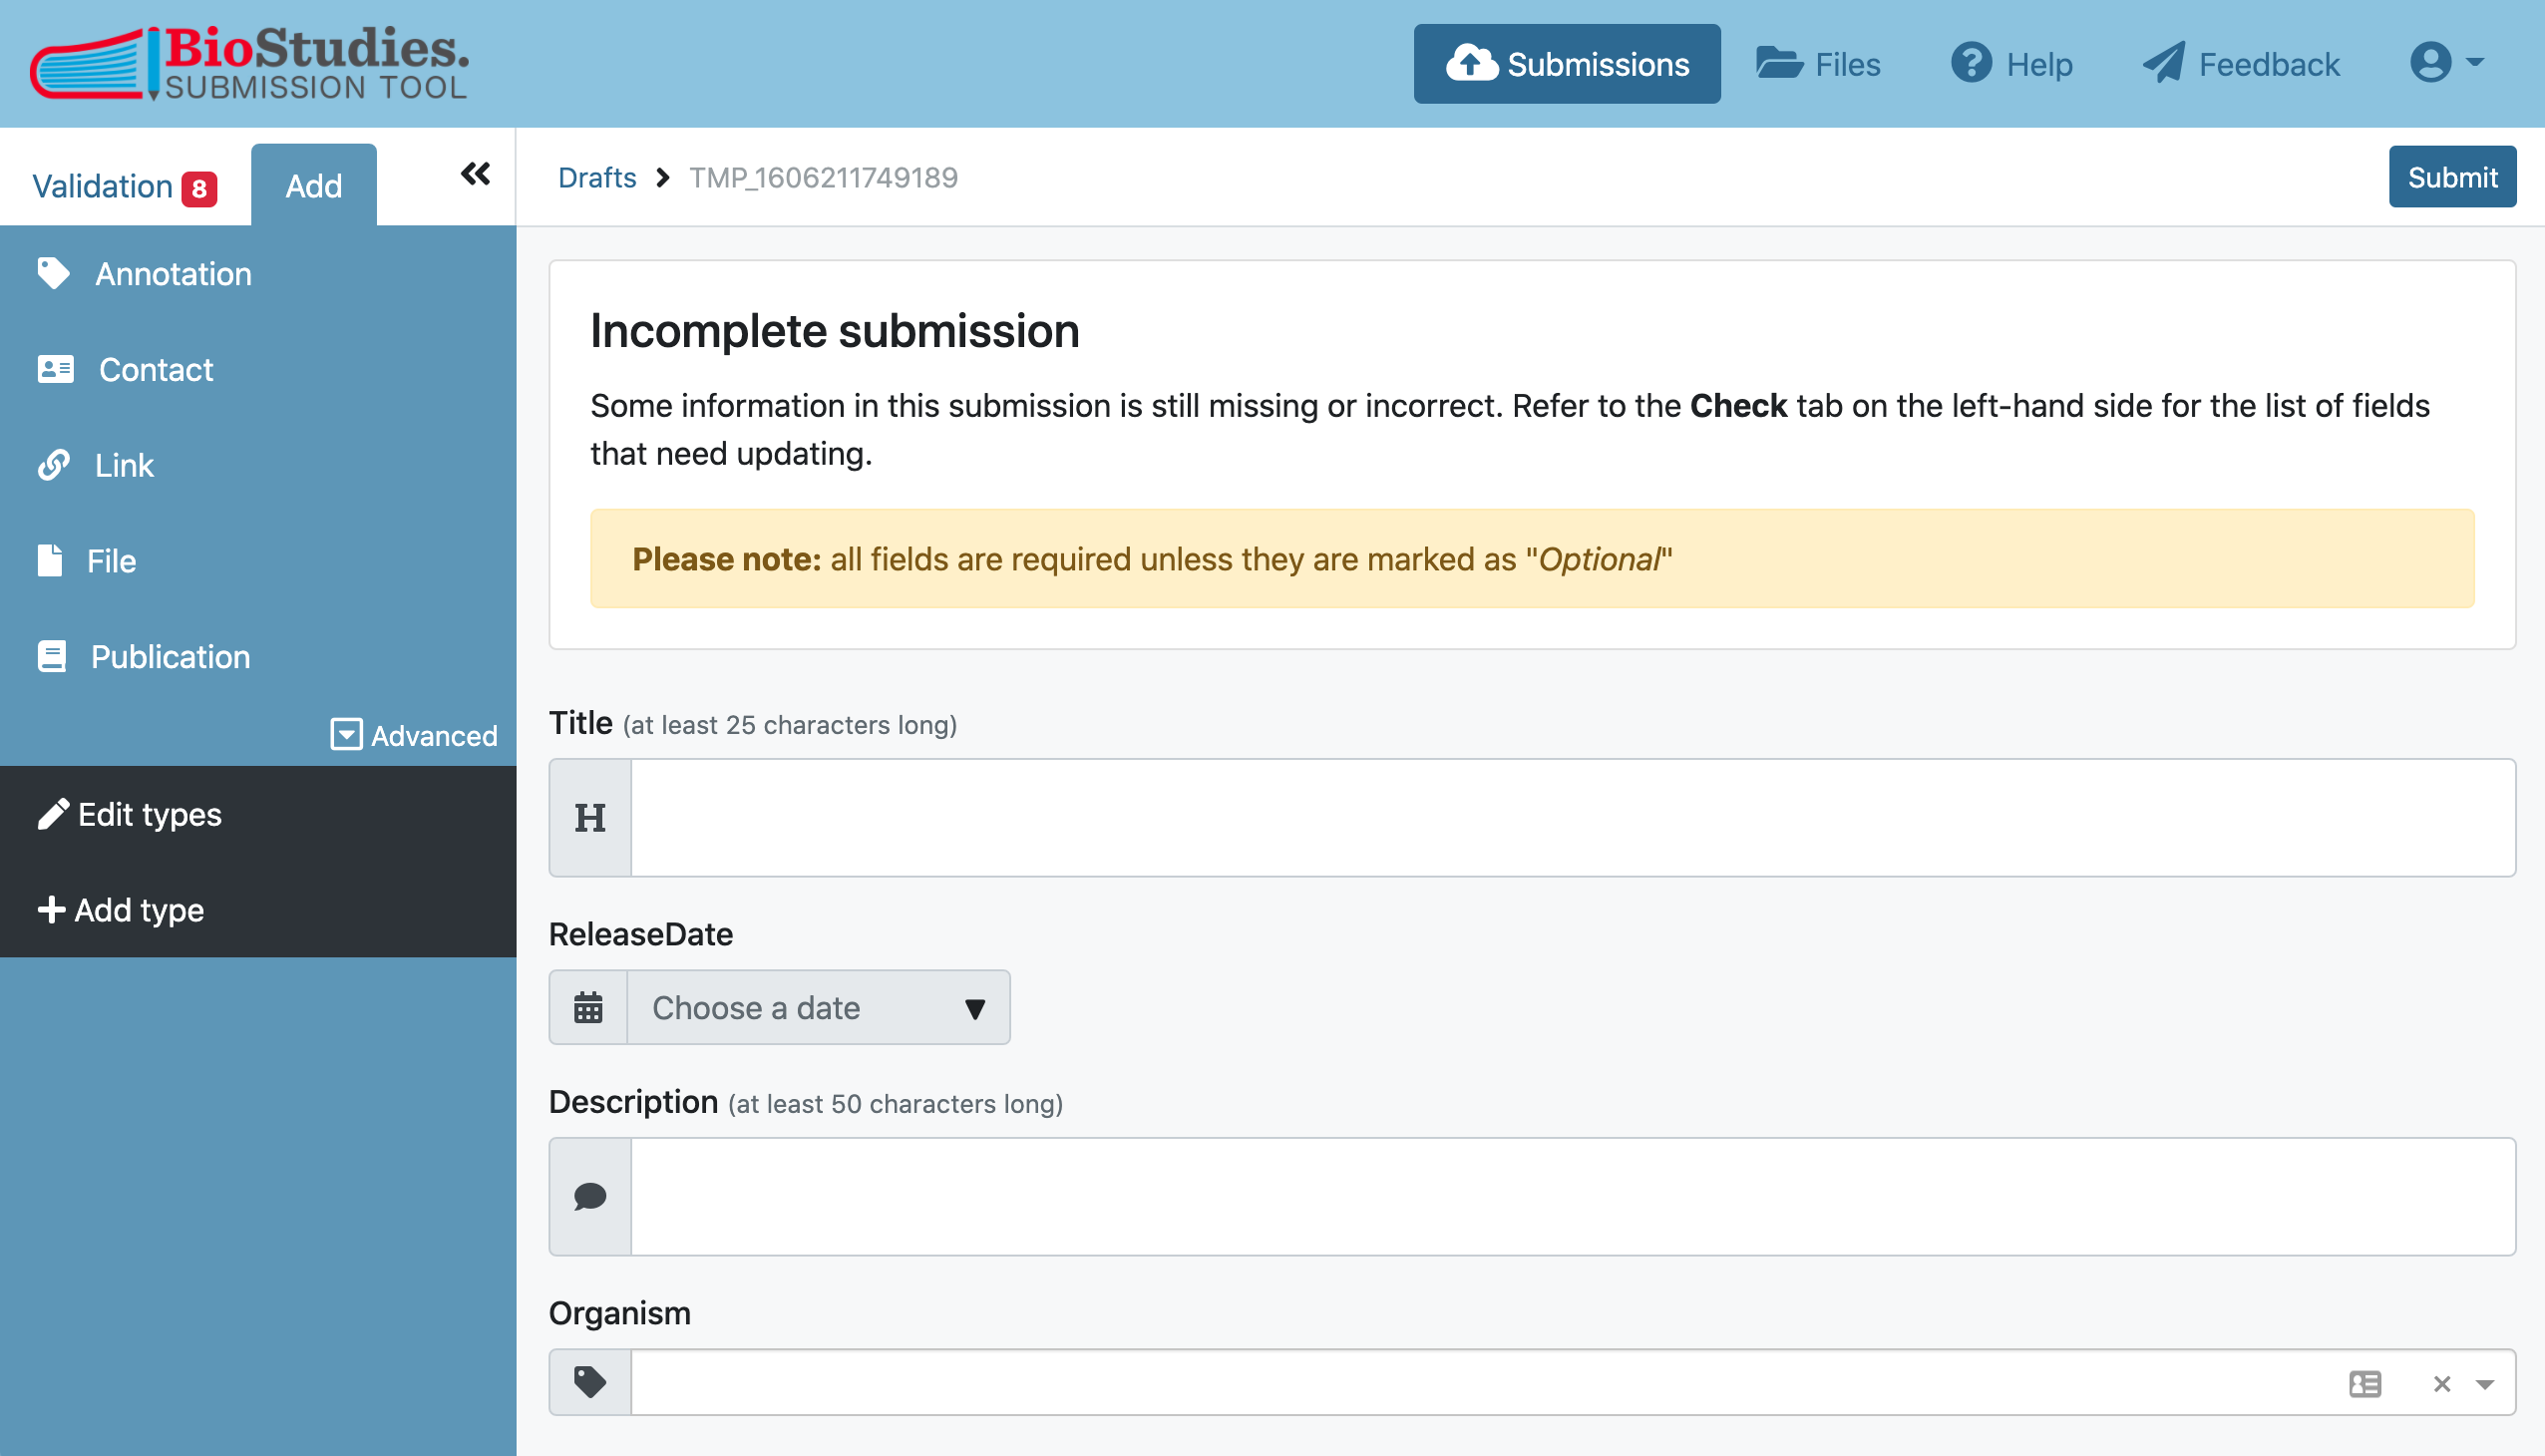 BioStudies.
SUBMISSION TOOL
Submissions
Files
Help
Feedback
Validation 8
Add
Drafts
TMP_1606211749189
Submit
Annotation
Contact
Link
File
Publication
Advanced
Edit types
Add type
Incomplete submission
Some information in this submission is still missing or incorrect. Refer to the Check tab on the left-hand side for the list of fields
that need updating.
Please note: all fields are required unless they are marked as "Optional"
Title (at least 25 characters long)
H
ReleaseDate
Choose a date
Description (at least 50 characters long)
Organism